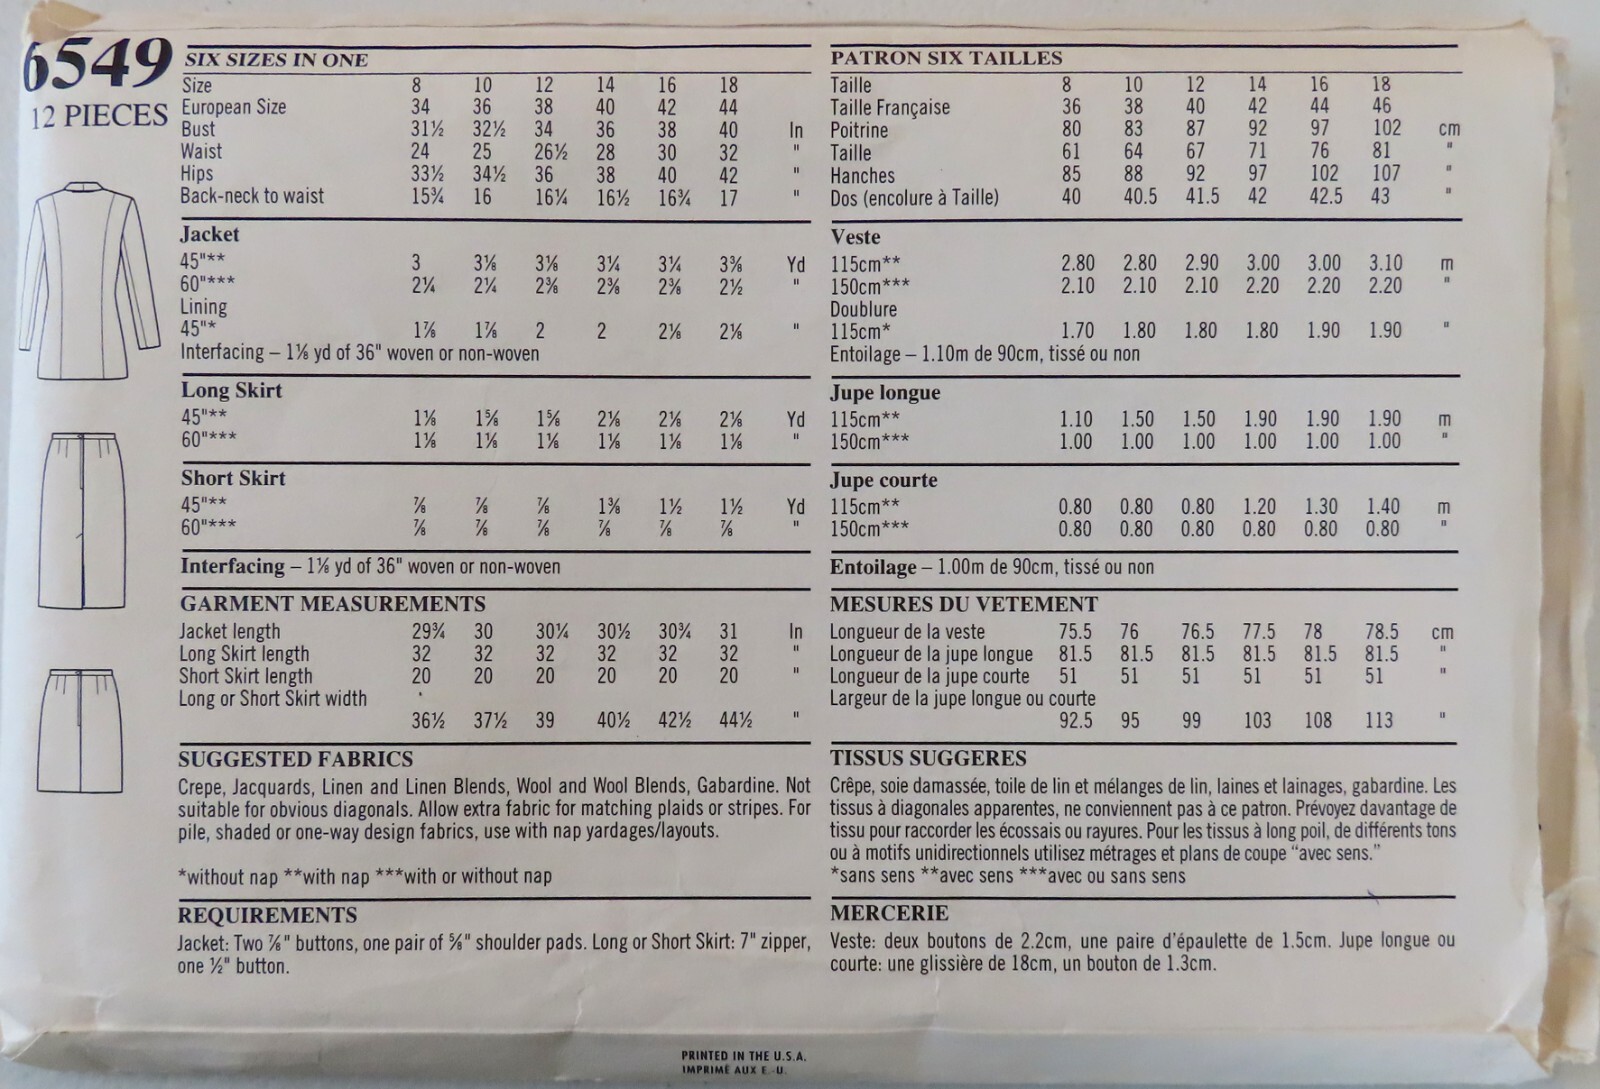 6549
12 PIECES
SIX SIZES IN ONE
Size 8 10 12 14 16 18
European Size 34 36 38 40 42 44
Bust 31½ 32½ 34 36 38 40 In
Waist 24 25 26½ 28 30 32 "
Hips 33½ 34½ 36 38 40 42 "
Back-neck to waist 15¾ 16 16¼ 16½ 16¾ 17 "
Jacket
45"** 3 3⅛ 3⅛ 3¼ 3¼ 3⅜ Yd
60"*** 2¼ 2¼ 2⅜ 2⅜ 2⅜ 2½ "
Lining
45"* 1⅞ 1⅞ 2 2 2⅛ 2⅛ "
Interfacing – 1⅛ yd of 36" woven or non-woven
Long Skirt
45"** 1⅛ 1⅝ 1⅝ 2⅛ 2⅛ 2⅛ Yd
60"*** 1⅛ 1⅛ 1⅛ 1⅛ 1⅛ 1⅛ "
Short Skirt
45"** ⅞ ⅞ ⅞ 1⅜ 1½ 1½ Yd
60"*** ⅞ ⅞ ⅞ ⅞ ⅞ ⅞ "
Interfacing – 1⅛ yd of 36" woven or non-woven
GARMENT MEASUREMENTS
Jacket length 29¾ 30 30¼ 30½ 30¾ 31 In
Long Skirt length 32 32 32 32 32 32 "
Short Skirt length 20 20 20 20 20 20 "
Long or Short Skirt width
36½ 37½ 39 40½ 42½ 44½ "
SUGGESTED FABRICS
Crepe, Jacquards, Linen and Linen Blends, Wool and Wool Blends, Gabardine. Not
suitable for obvious diagonals. Allow extra fabric for matching plaids or stripes. For
pile, shaded or one-way design fabrics, use with nap yardages/layouts.
*without nap **with nap ***with or without nap
REQUIREMENTS
Jacket: Two ⅞" buttons, one pair of ⅝" shoulder pads. Long or Short Skirt: 7" zipper,
one ½" button.
PATRON SIX TAILLES
Taille 8 10 12 14 16 18
Taille Française 36 38 40 42 44 46
Poitrine 80 83 87 92 97 102 cm
Taille 61 64 67 71 76 81 "
Hanches 85 88 92 97 102 107 "
Dos (encolure à Taille) 40 40.5 41.5 42 42.5 43 "
Veste
115cm** 2.80 2.80 2.90 3.00 3.00 3.10 m
150cm*** 2.10 2.10 2.10 2.20 2.20 2.20 "
Doublure
115cm* 1.70 1.80 1.80 1.80 1.90 1.90 "
Entoilage – 1.10m de 90cm, tissé ou non
Jupe longue
115cm** 1.10 1.50 1.50 1.90 1.90 1.90 m
150cm*** 1.00 1.00 1.00 1.00 1.00 1.00 "
Jupe courte
115cm** 0.80 0.80 0.80 1.20 1.30 1.40 m
150cm*** 0.80 0.80 0.80 0.80 0.80 0.80 "
Entoilage – 1.00m de 90cm, tissé ou non
MESURES DU VETEMENT
Longueur de la veste 75.5 76 76.5 77.5 78 78.5 cm
Longueur de la jupe longue 81.5 81.5 81.5 81.5 81.5 81.5 "
Longueur de la jupe courte 51 51 51 51 51 51 "
Largeur de la jupe longue ou courte
92.5 95 99 103 108 113 "
TISSUS SUGGERES
Crêpe, soie damassée, toile de lin et mélanges de lin, laines et lainages, gabardine. Les
tissus à diagonales apparentes, ne conviennent pas à ce patron. Prévoyez davantage de
tissu pour raccorder les écossais ou rayures. Pour les tissus à long poil, de différents tons
ou à motifs unidirectionnels utilisez métrages et plans de coupe "avec sens."
*sans sens **avec sens ***avec ou sans sens
MERCERIE
Veste: deux boutons de 2.2cm, une paire d'épaulette de 1.5cm. Jupe longue ou
courte: une glissière de 18cm, un bouton de 1.3cm.
PRINTED IN THE U.S.A.
IMPRIMÉ AUX E.-U.